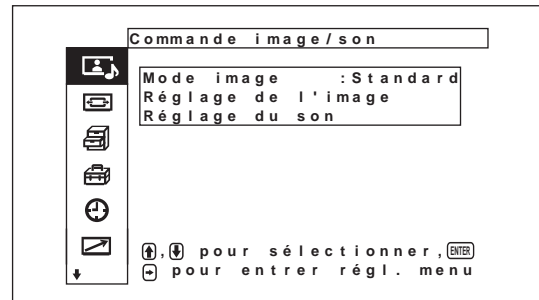 Commande image/son
Mode image :Standard
Réglage de l'image
Réglage du son
, pour sélectionner, ENTER
pour entrer régl. menu